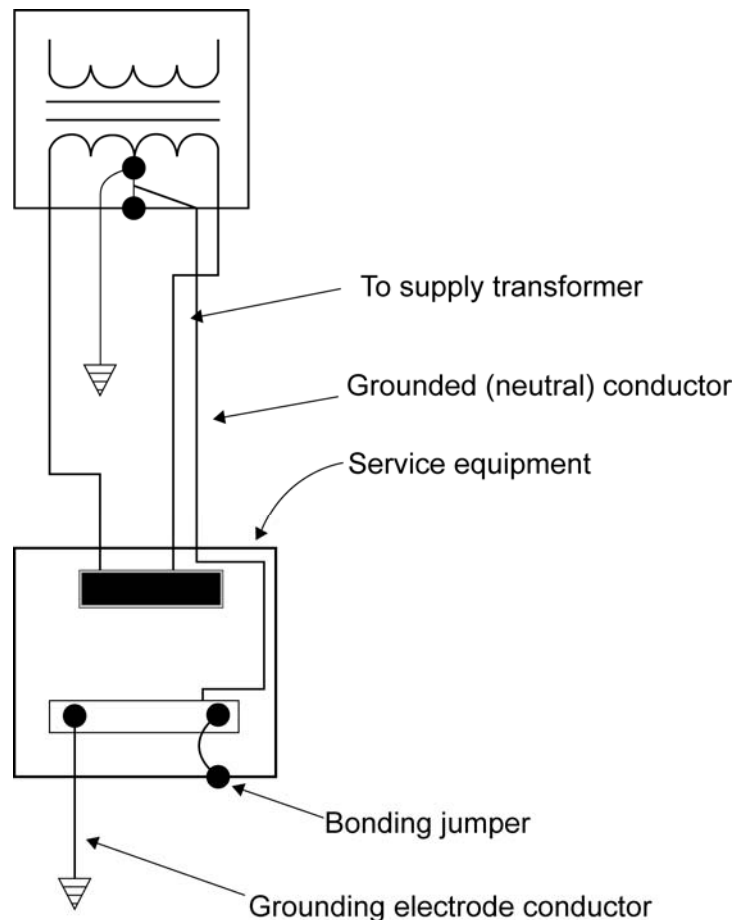 To supply transformer
Grounded (neutral) conductor
Service equipment
Bonding jumper
Grounding electrode conductor